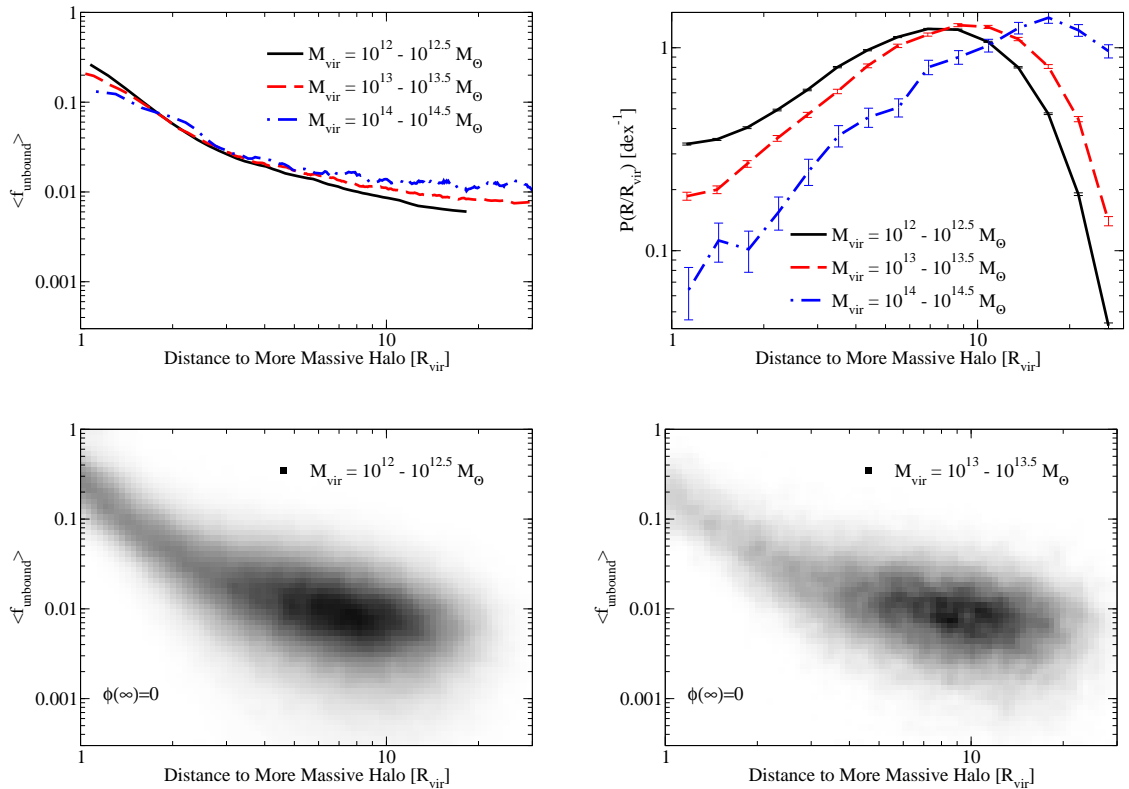 1
0.1
0.01
0.001
<f_unbound>
M_vir = 10^12 - 10^12.5 M_Θ
M_vir = 10^13 - 10^13.5 M_Θ
M_vir = 10^14 - 10^14.5 M_Θ
1 10
Distance to More Massive Halo [R_vir]
1
0.1
P(R/R_vir) [dex^-1]
M_vir = 10^12 - 10^12.5 M_Θ
M_vir = 10^13 - 10^13.5 M_Θ
M_vir = 10^14 - 10^14.5 M_Θ
1 10
Distance to More Massive Halo [R_vir]
1
0.1
0.01
0.001
<f_unbound>
M_vir = 10^12 - 10^12.5 M_Θ
ϕ(∞)=0
1 10
Distance to More Massive Halo [R_vir]
1
0.1
0.01
0.001
<f_unbound>
M_vir = 10^13 - 10^13.5 M_Θ
ϕ(∞)=0
1 10
Distance to More Massive Halo [R_vir]